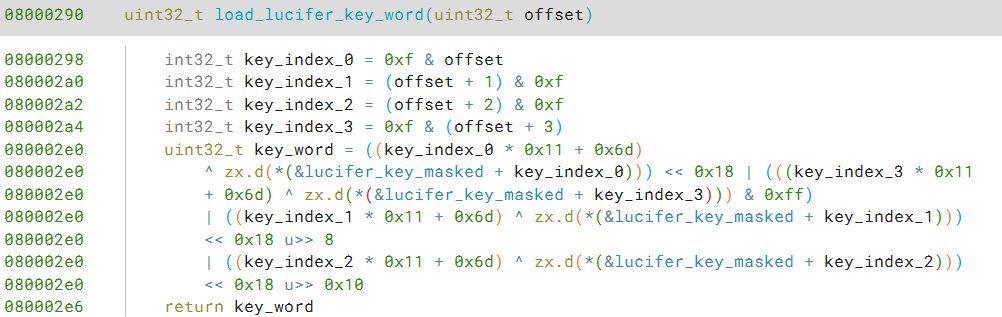 08000290 uint32_t load_lucifer_key_word(uint32_t offset)
08000298 int32_t key_index_0 = 0xf & offset
080002a0 int32_t key_index_1 = (offset + 1) & 0xf
080002a2 int32_t key_index_2 = (offset + 2) & 0xf
080002a4 int32_t key_index_3 = 0xf & (offset + 3)
080002e0 uint32_t key_word = ((key_index_0 * 0x11 + 0x6d)
080002e0 ^ zx.d(*(&lucifer_key_masked + key_index_0))) << 0x18 | (((key_index_3 * 0x11
080002e0 + 0x6d) ^ zx.d(*(&lucifer_key_masked + key_index_3))) & 0xff)
080002e0 | ((key_index_1 * 0x11 + 0x6d) ^ zx.d(*(&lucifer_key_masked + key_index_1)))
080002e0 << 0x18 u>> 8
080002e0 | ((key_index_2 * 0x11 + 0x6d) ^ zx.d(*(&lucifer_key_masked + key_index_2)))
080002e0 << 0x18 u>> 0x10
080002e6 return key_word